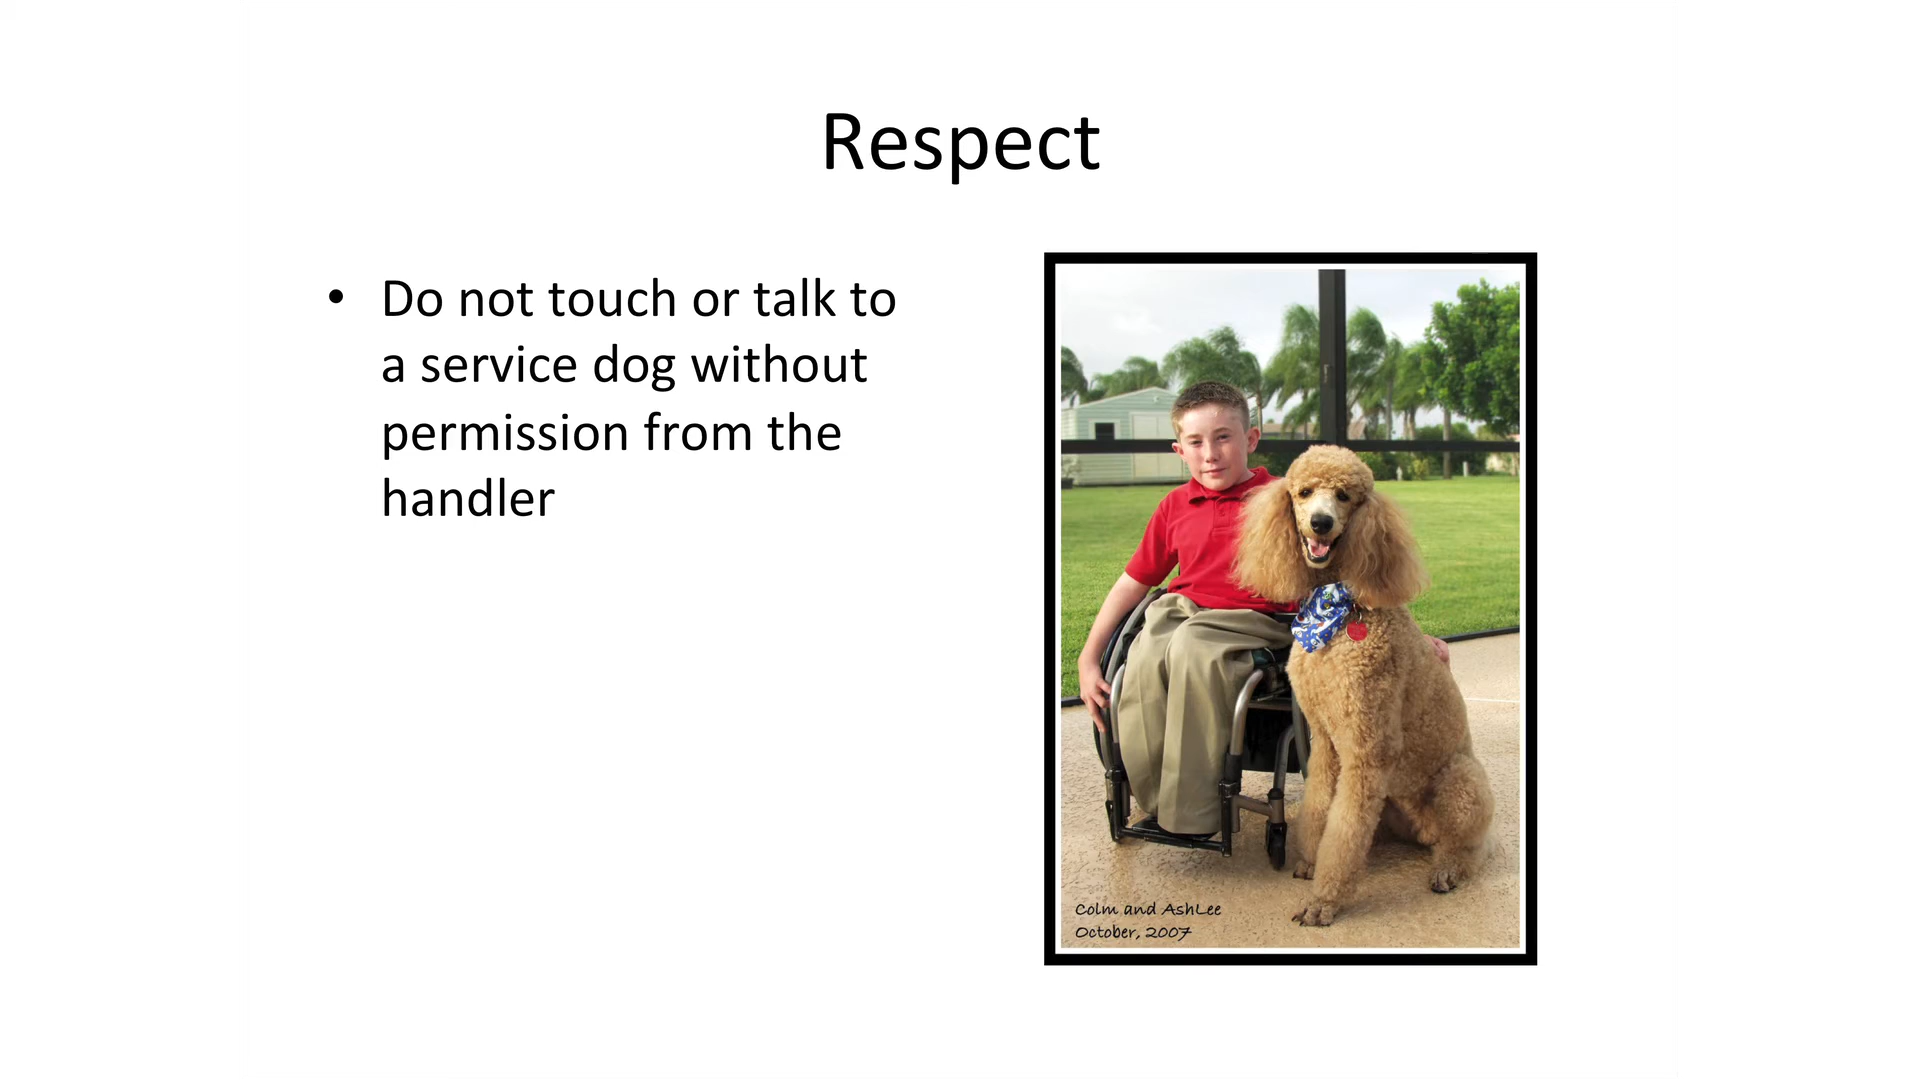 Respect
• Do not touch or talk to
a service dog without
permission from the
handler
Colm and AshLee
October, 2007